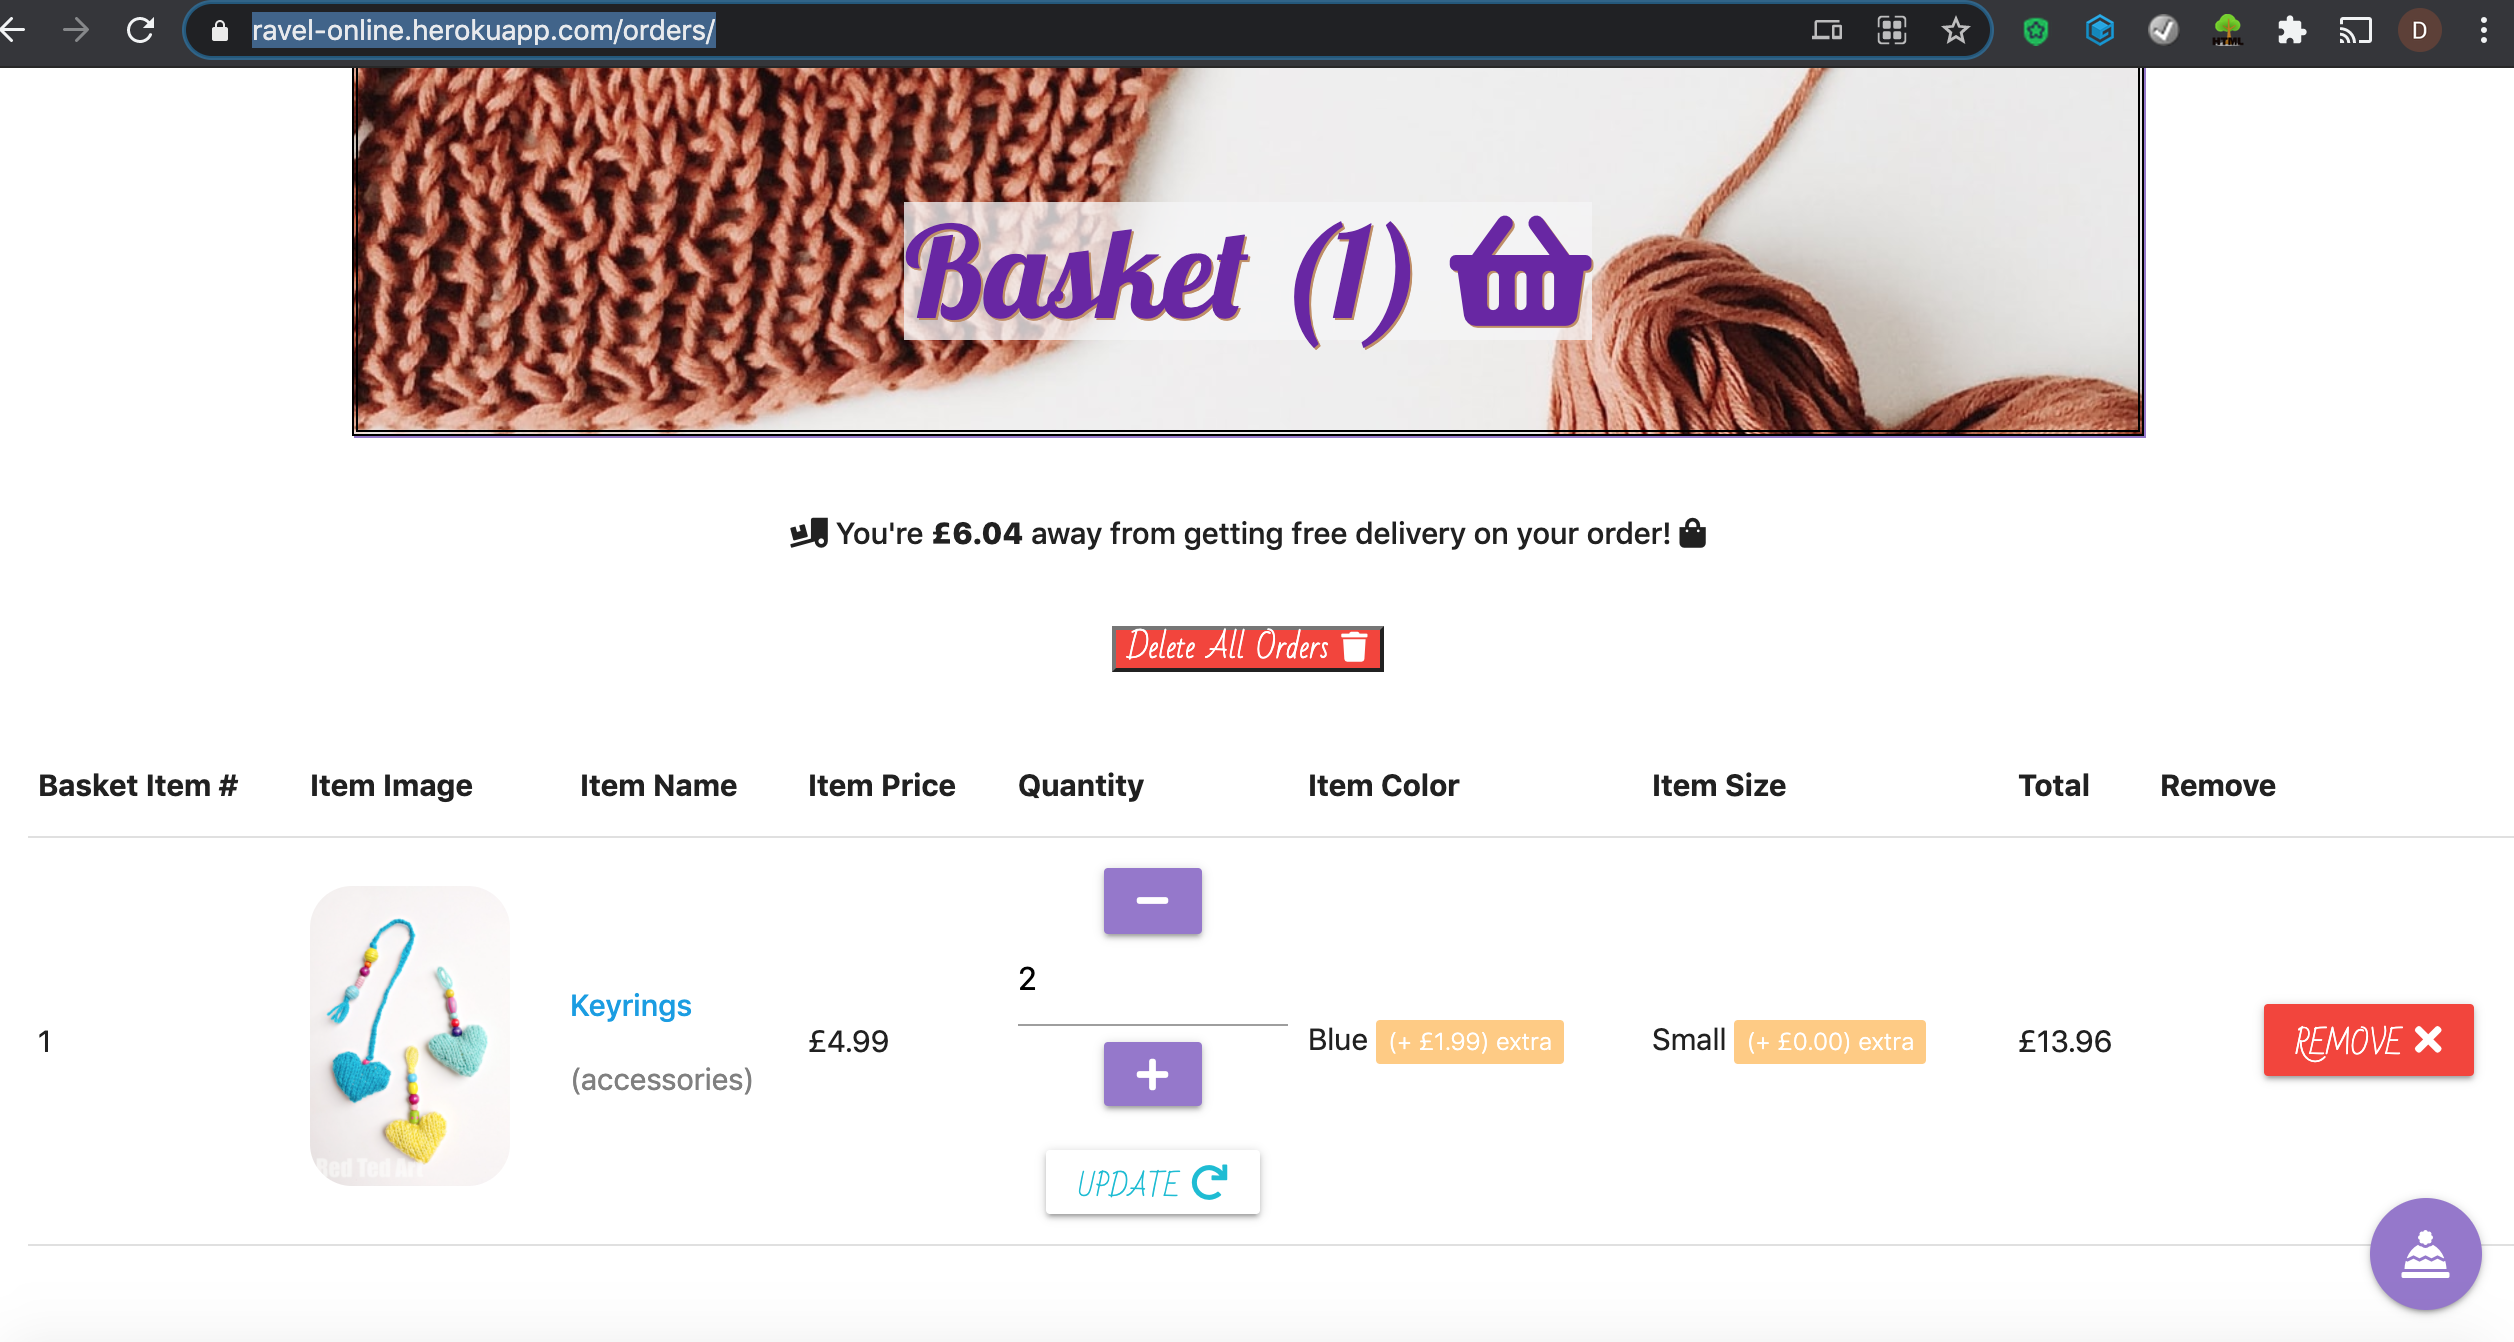 ravel-online.herokuapp.com/orders/
HTML
D
Basket (1)
You're £6.04 away from getting free delivery on your order!
Delete All Orders
Basket Item # Item Image Item Name Item Price Quantity Item Color Item Size Total Remove
1 Keyrings (accessories) £4.99 2 Blue (+ £1.99) extra Small (+ £0.00) extra £13.96 REMOVE
Red Ted Art
UPDATE